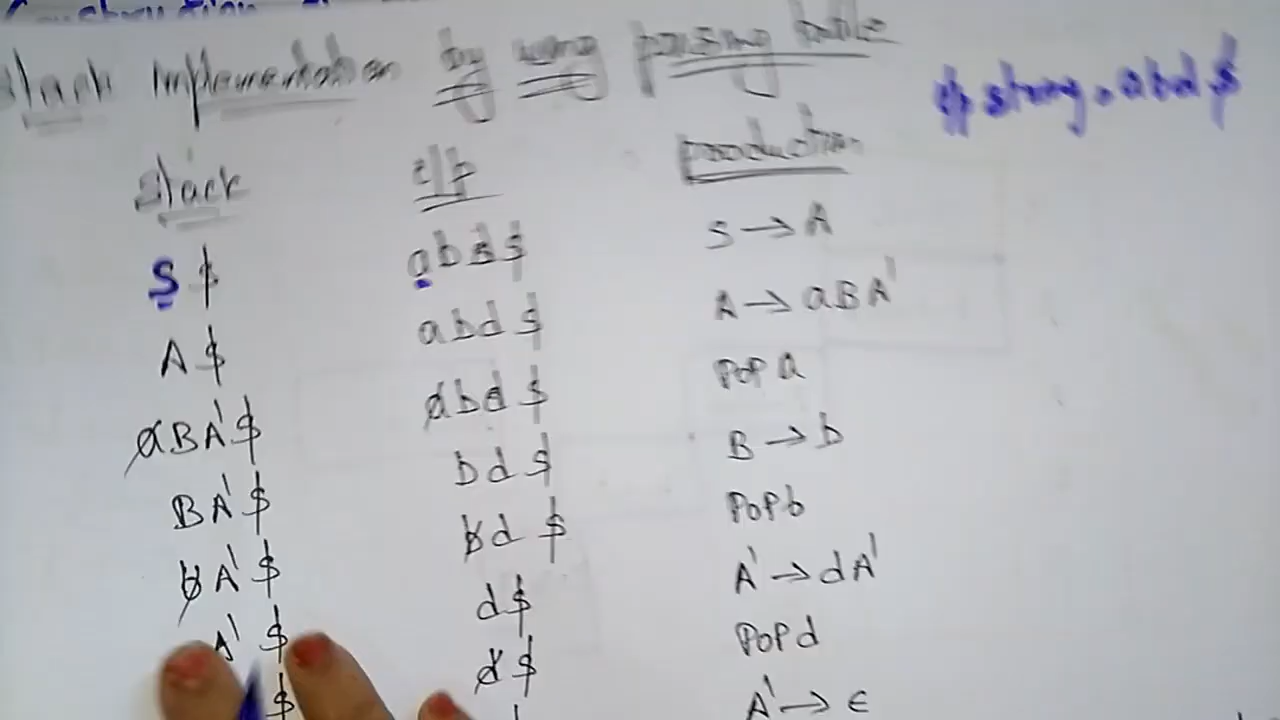 Stack Implementation by using parsing table
i/p string, abd $
Stack i/p production
S $ abd $ S → A
A $ abd $ A → aBA'
aBA' $ abd $ POP a
BA' $ bd $ B → b
bA' $ bd $ POP b
A' $ d $ A' → dA'
$ d $ POP d
A' → ε